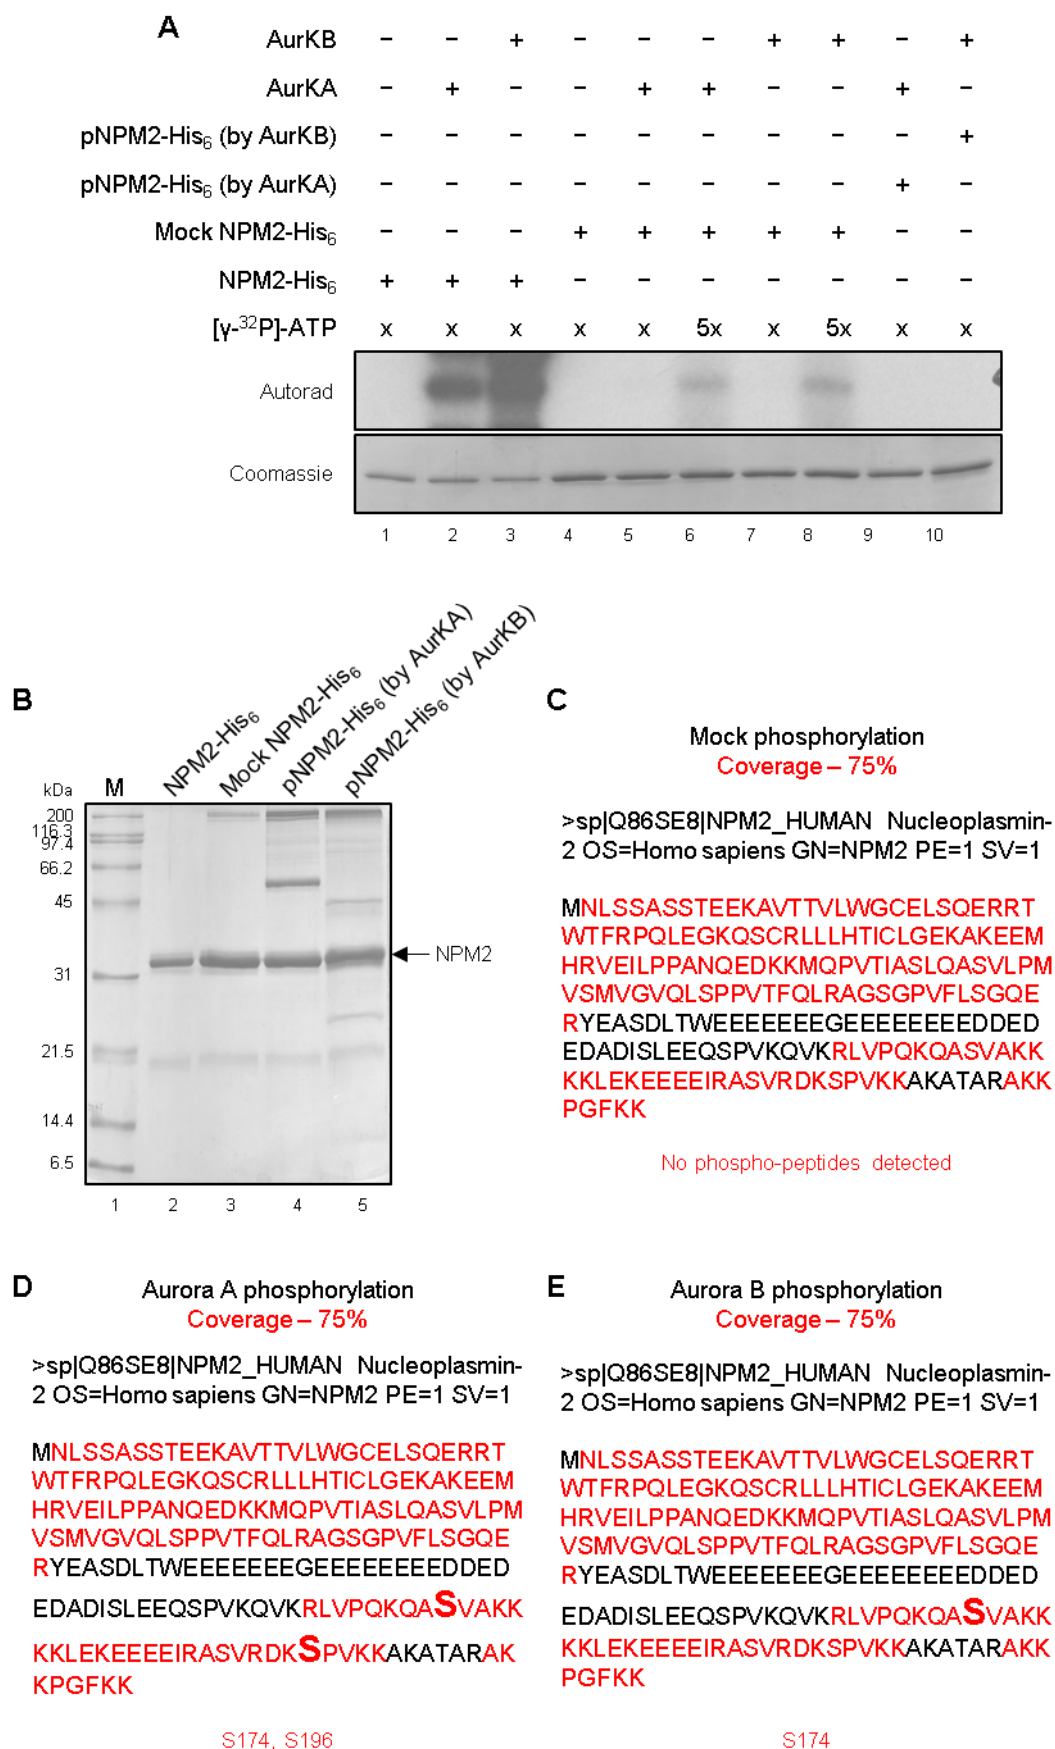 A
AurKB − − + − − − + + − +
AurKA − + − − + + − − + −
pNPM2-His₆ (by AurKB) − − − − − − − − − +
pNPM2-His₆ (by AurKA) − − − − − − − − + −
Mock NPM2-His₆ − − − + + + + + − −
NPM2-His₆ + + + − − − − − − −
[γ-³²P]-ATP x x x x x 5x x 5x x x
Autorad
Coomassie
1 2 3 4 5 6 7 8 9 10
B
kDa M NPM2-His₆ Mock NPM2-His₆ pNPM2-His₆ (by AurKA) pNPM2-His₆ (by AurKB)
200
116.3
97.4
66.2
45
NPM2
31
21.5
14.4
6.5
1 2 3 4 5
C
Mock phosphorylation
Coverage – 75%
>sp|Q86SE8|NPM2_HUMAN Nucleoplasmin-
2 OS=Homo sapiens GN=NPM2 PE=1 SV=1
MNLSSASSTEEKAVTTVLWGCELSQERRT
WTFRPQLEGKQSCRLLLHTICLGEKAKEEM
HRVEILPPANQEDKKMQPVTIASLQASVLPM
VSMVGVQLSPPVTFQLRAGSGPVFLSGQE
RYEASDLTWEEEEEEEGEEEEEEEEDDED
EDADISLEEQSPVKQVKRLVPQKQASVAKK
KKLEKEEEEIRASVRDKSPVKKAKATARAKK
PGFKK
No phospho-peptides detected
D
Aurora A phosphorylation
Coverage – 75%
>sp|Q86SE8|NPM2_HUMAN Nucleoplasmin-
2 OS=Homo sapiens GN=NPM2 PE=1 SV=1
MNLSSASSTEEKAVTTVLWGCELSQERRT
WTFRPQLEGKQSCRLLLHTICLGEKAKEEM
HRVEILPPANQEDKKMQPVTIASLQASVLPM
VSMVGVQLSPPVTFQLRAGSGPVFLSGQE
RYEASDLTWEEEEEEEGEEEEEEEEDDED
EDADISLEEQSPVKQVKRLVPQKQASVAKK
KKLEKEEEEIRASVRDKSPVKKAKATARAK
KPGFKK
S174, S196
E
Aurora B phosphorylation
Coverage – 75%
>sp|Q86SE8|NPM2_HUMAN Nucleoplasmin-
2 OS=Homo sapiens GN=NPM2 PE=1 SV=1
MNLSSASSTEEKAVTTVLWGCELSQERRT
WTFRPQLEGKQSCRLLLHTICLGEKAKEEM
HRVEILPPANQEDKKMQPVTIASLQASVLPM
VSMVGVQLSPPVTFQLRAGSGPVFLSGQE
RYEASDLTWEEEEEEEGEEEEEEEEDDED
EDADISLEEQSPVKQVKRLVPQKQASVAKK
KKLEKEEEEIRASVRDKSPVKKAKATARAKK
PGFKK
S174